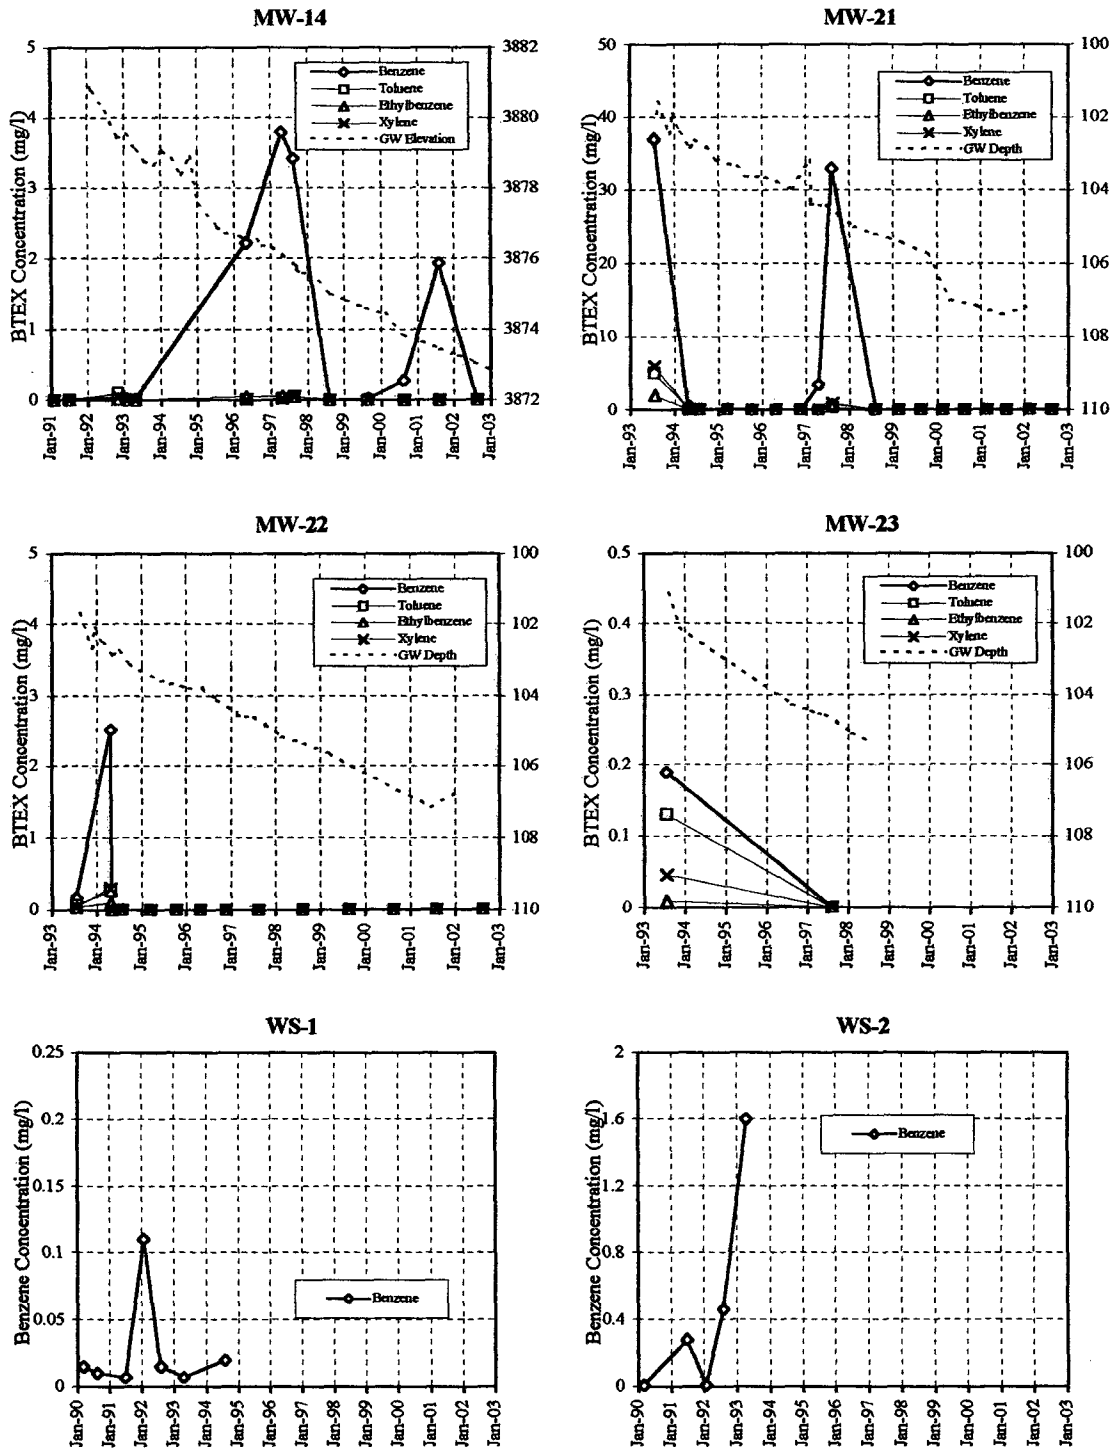 MW-14
BTEX Concentration (mg/l)
5
4
3
2
1
0
3882
3880
3878
3876
3874
3872
Benzene
Toluene
Ethylbenzene
Xylene
GW Elevation
Jan-91
Jan-92
Jan-93
Jan-94
Jan-95
Jan-96
Jan-97
Jan-98
Jan-99
Jan-00
Jan-01
Jan-02
Jan-03
MW-21
BTEX Concentration (mg/l)
50
40
30
20
10
0
100
102
104
106
108
110
Benzene
Toluene
Ethylbenzene
Xylene
GW Depth
Jan-93
Jan-94
Jan-95
Jan-96
Jan-97
Jan-98
Jan-99
Jan-00
Jan-01
Jan-02
Jan-03
MW-22
BTEX Concentration (mg/l)
5
4
3
2
1
0
100
102
104
106
108
110
Benzene
Toluene
Ethylbenzene
Xylene
GW Depth
Jan-93
Jan-94
Jan-95
Jan-96
Jan-97
Jan-98
Jan-99
Jan-00
Jan-01
Jan-02
Jan-03
MW-23
BTEX Concentration (mg/l)
0.5
0.4
0.3
0.2
0.1
0
100
102
104
106
108
110
Benzene
Toluene
Ethylbenzene
Xylene
GW Depth
Jan-93
Jan-94
Jan-95
Jan-96
Jan-97
Jan-98
Jan-99
Jan-00
Jan-01
Jan-02
Jan-03
WS-1
Benzene Concentration (mg/l)
0.25
0.2
0.15
0.1
0.05
0
Benzene
Jan-90
Jan-91
Jan-92
Jan-93
Jan-94
Jan-95
Jan-96
Jan-97
Jan-98
Jan-99
Jan-00
Jan-01
Jan-02
Jan-03
WS-2
Benzene Concentration (mg/l)
2
1.6
1.2
0.8
0.4
0
Benzene
Jan-90
Jan-91
Jan-92
Jan-93
Jan-94
Jan-95
Jan-96
Jan-97
Jan-98
Jan-99
Jan-00
Jan-01
Jan-02
Jan-03